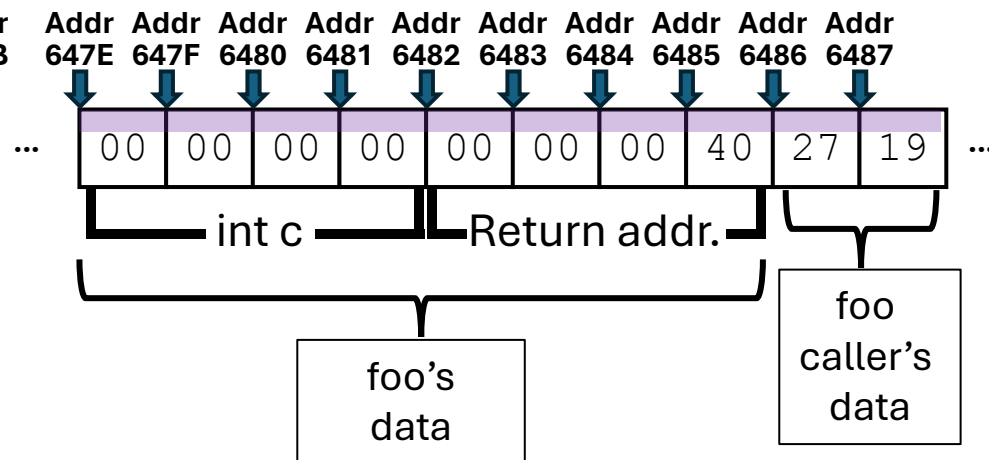 r Addr Addr Addr Addr Addr Addr Addr Addr Addr Addr
647E 647F 6480 6481 6482 6483 6484 6485 6486 6487
... 00 00 00 00 00 00 00 40 27 19 ...
int c Return addr.
foo's
data
foo
caller's
data